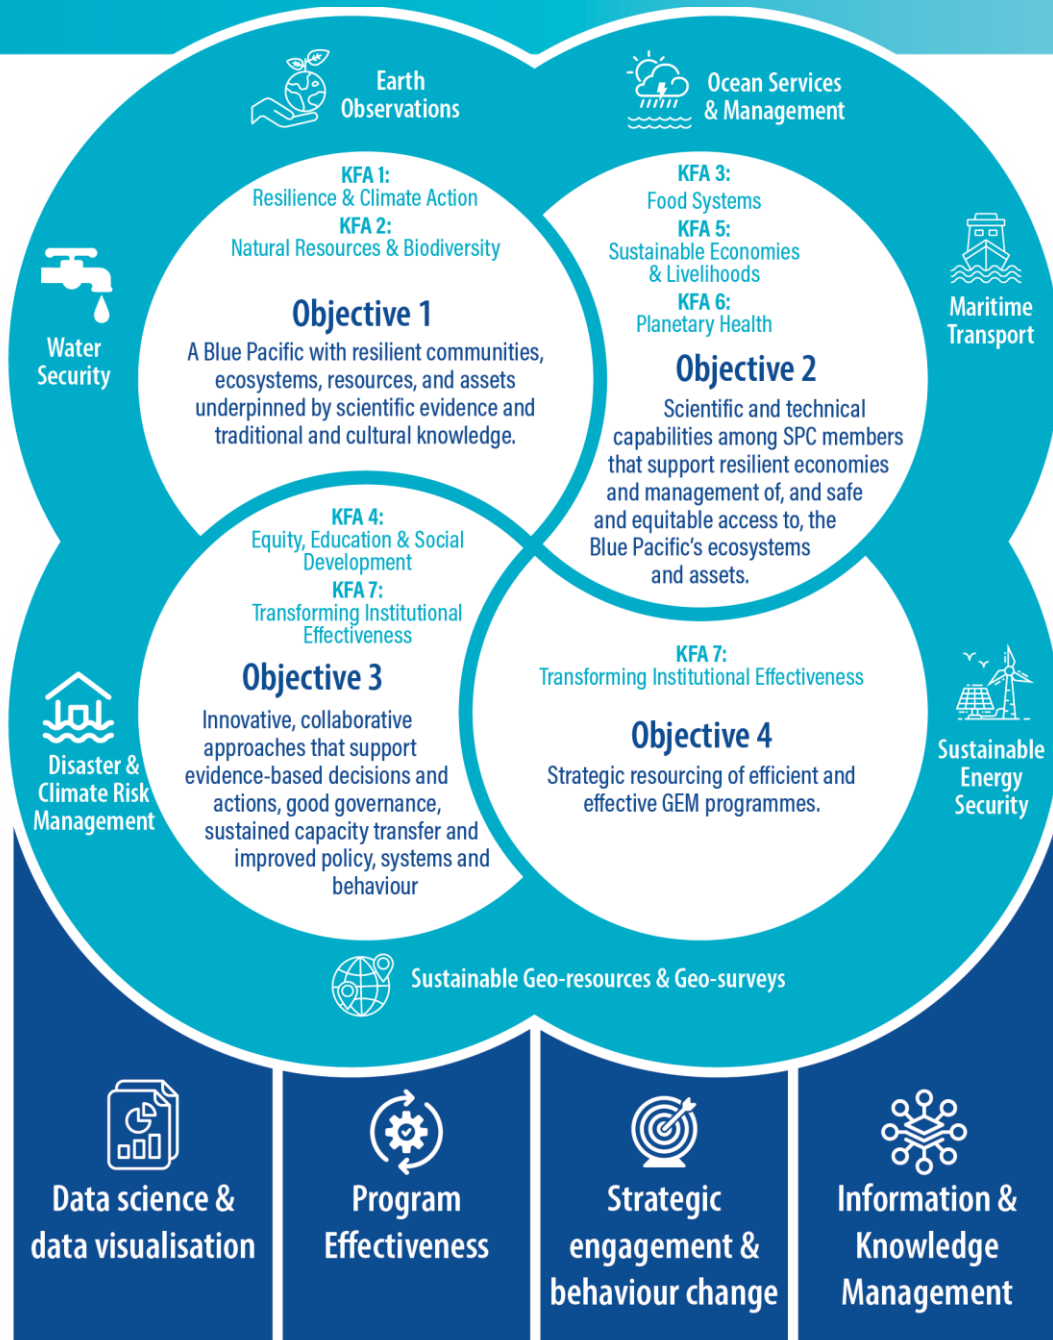 Earth
Observations
Ocean Services
& Management
KFA 1:
Resilience & Climate Action
KFA 2:
Natural Resources & Biodiversity
Objective 1
A Blue Pacific with resilient communities,
ecosystems, resources, and assets
underpinned by scientific evidence and
traditional and cultural knowledge.
KFA 3:
Food Systems
KFA 5:
Sustainable Economies
& Livelihoods
KFA 6:
Planetary Health
Objective 2
Scientific and technical
capabilities among SPC members
that support resilient economies
and management of, and safe
and equitable access to, the
Blue Pacific's ecosystems
and assets.
Water
Security
Maritime
Transport
KFA 4:
Equity, Education & Social
Development
KFA 7:
Transforming Institutional
Effectiveness
Objective 3
Innovative, collaborative
approaches that support
evidence-based decisions and
actions, good governance,
sustained capacity transfer and
improved policy, systems and
behaviour
KFA 7:
Transforming Institutional Effectiveness
Objective 4
Strategic resourcing of efficient and
effective GEM programmes.
Disaster &
Climate Risk
Management
Sustainable
Energy
Security
Sustainable Geo-resources & Geo-surveys
Data science &
data visualisation
Program
Effectiveness
Strategic
engagement &
behaviour change
Information &
Knowledge
Management